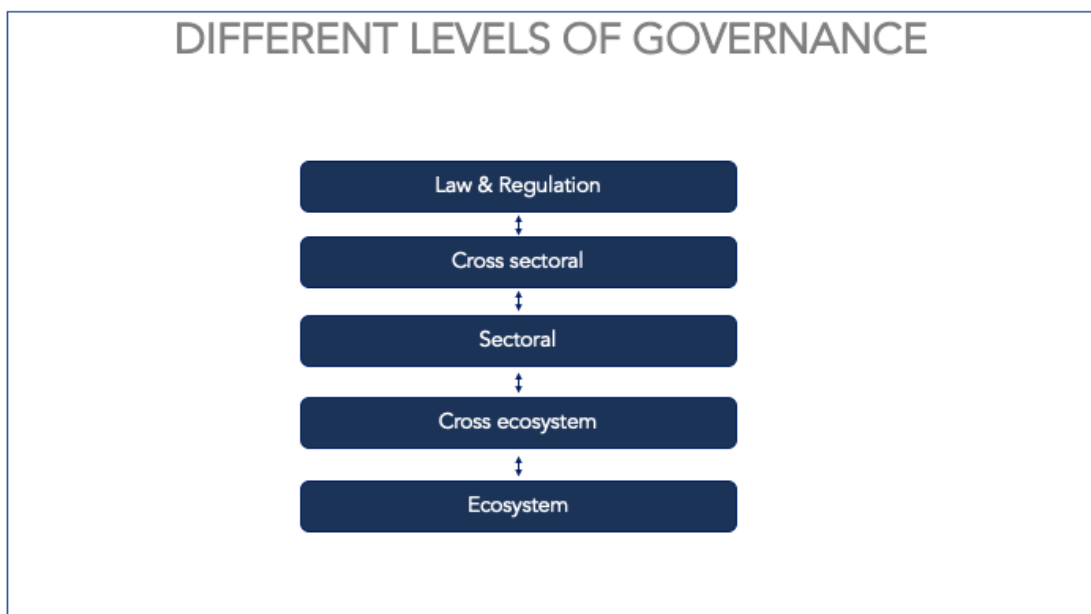 DIFFERENT LEVELS OF GOVERNANCE
Law & Regulation
Cross sectoral
Sectoral
Cross ecosystem
Ecosystem